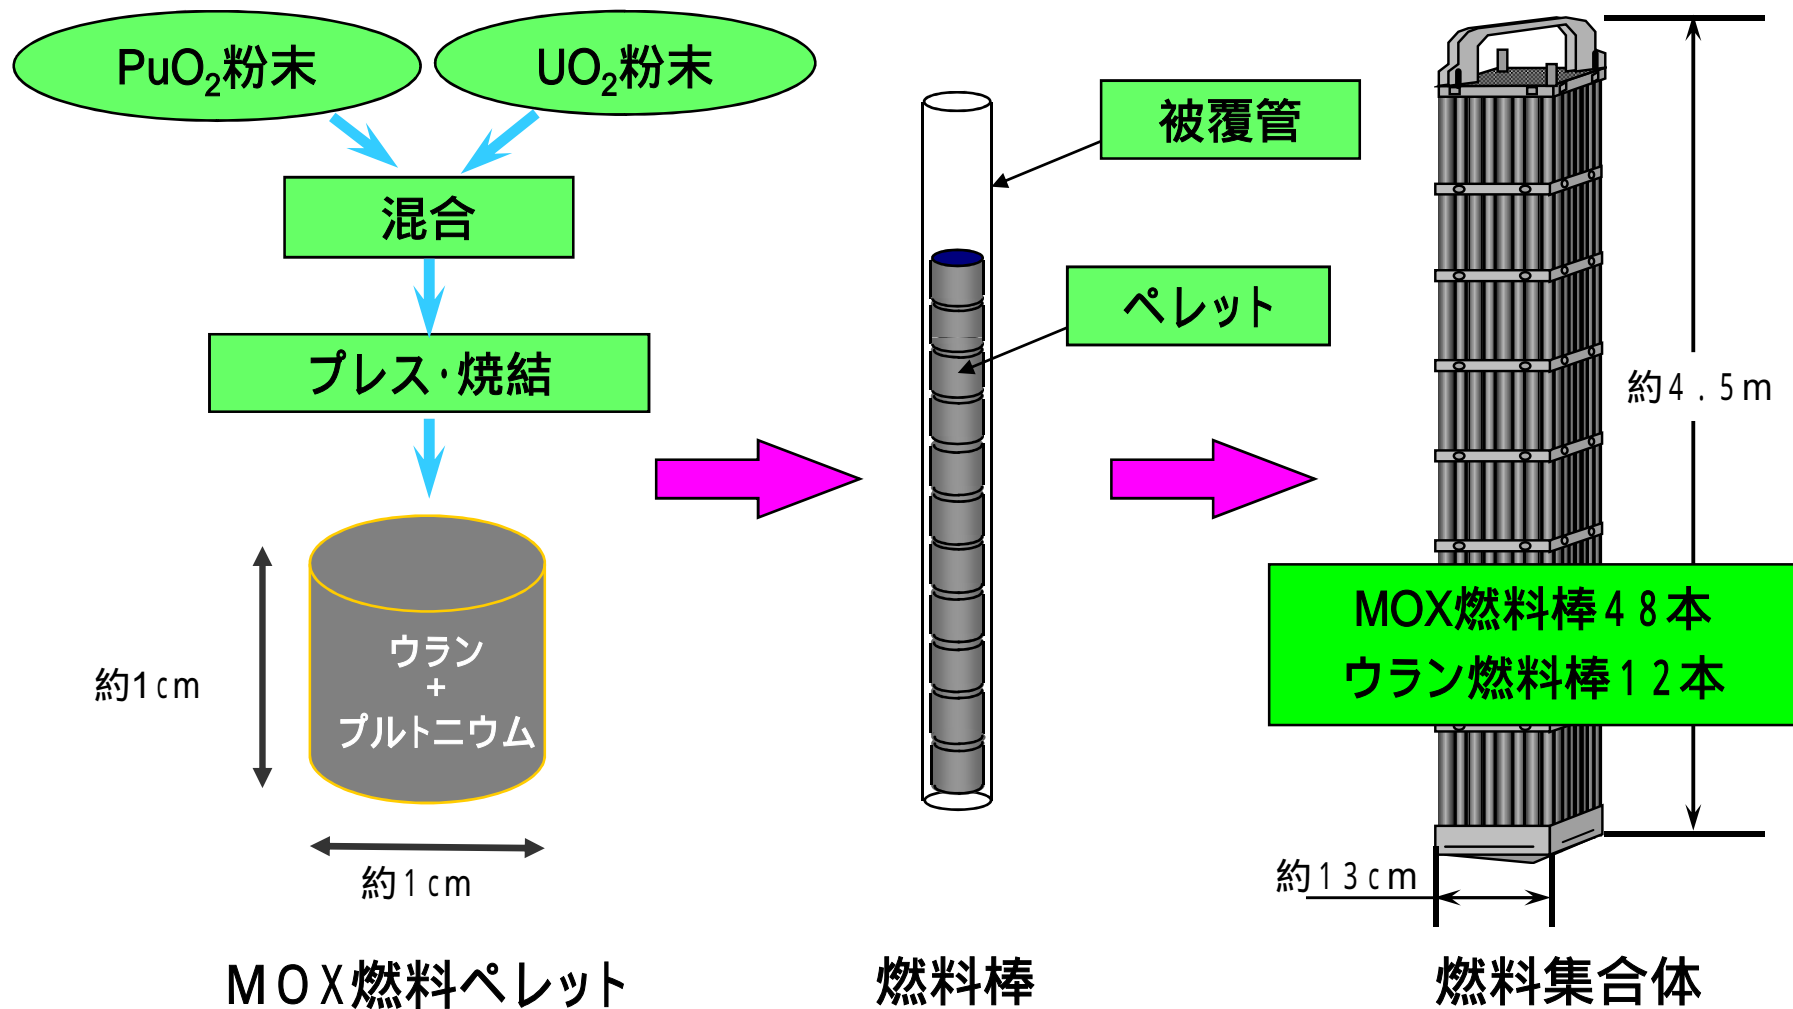 PuO₂粉末
UO₂粉末
混合
プレス・焼結
ウラン
+
プルトニウム
約1cm
約1cm
MOX燃料ペレット
被覆管
ペレット
燃料棒
約4.5m
MOX燃料棒48本
ウラン燃料棒12本
約13cm
燃料集合体